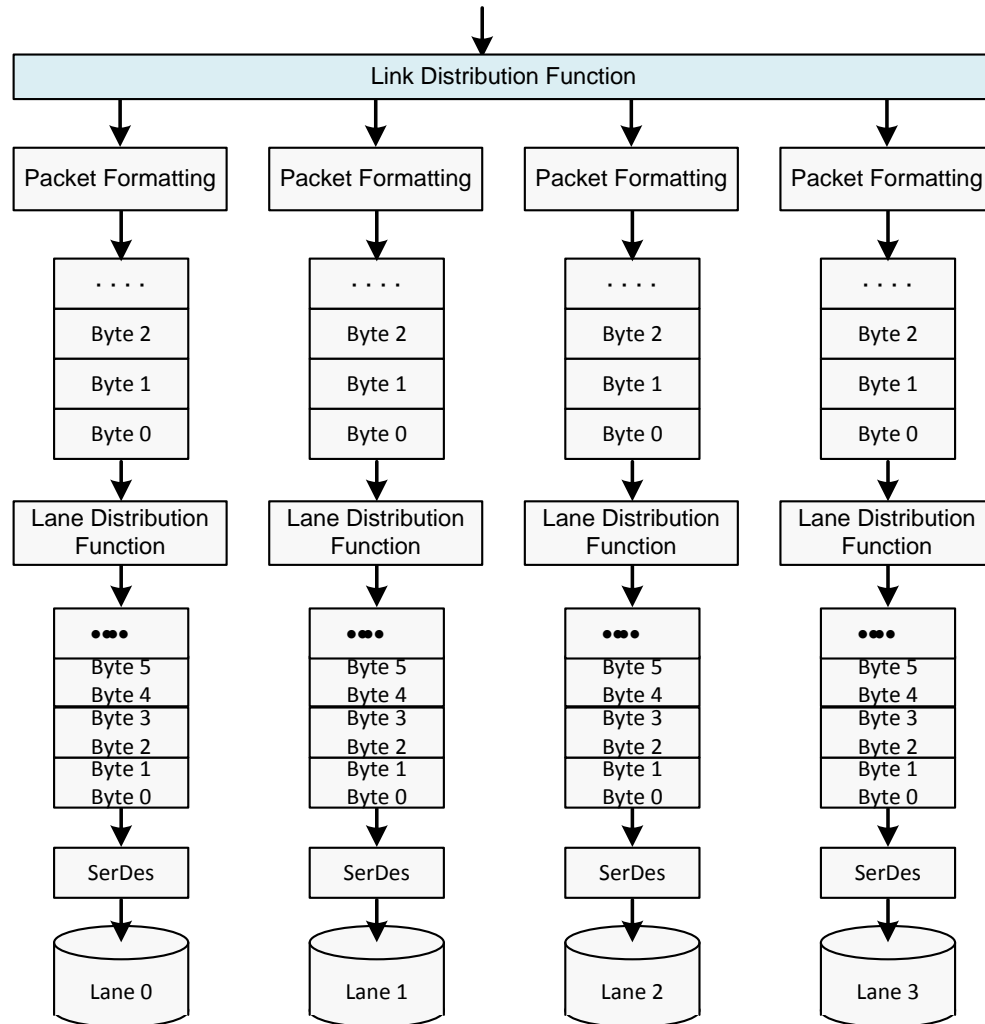 Link Distribution Function
Packet Formatting Packet Formatting Packet Formatting Packet Formatting
. . . . . . . . . . . . . . . .
Byte 2 Byte 2 Byte 2 Byte 2
Byte 1 Byte 1 Byte 1 Byte 1
Byte 0 Byte 0 Byte 0 Byte 0
Lane Distribution Lane Distribution Lane Distribution Lane Distribution
Function Function Function Function
•••• •••• •••• ••••
Byte 5 Byte 5 Byte 5 Byte 5
Byte 4 Byte 4 Byte 4 Byte 4
Byte 3 Byte 3 Byte 3 Byte 3
Byte 2 Byte 2 Byte 2 Byte 2
Byte 1 Byte 1 Byte 1 Byte 1
Byte 0 Byte 0 Byte 0 Byte 0
SerDes SerDes SerDes SerDes
Lane 0 Lane 1 Lane 2 Lane 3